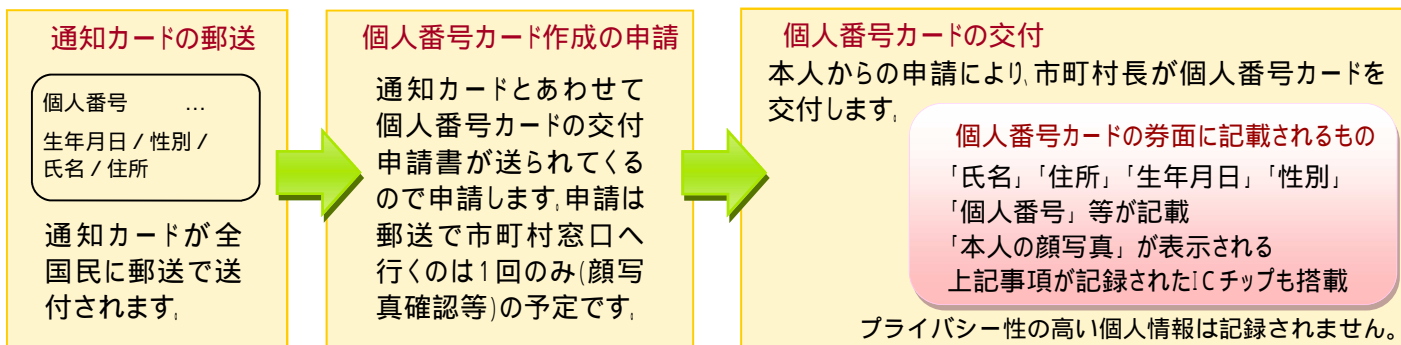 通知カードの郵送
個人番号　　…
生年月日 / 性別 /
氏名 / 住所
通知カードが全
国民に郵送で送
付されます。
個人番号カード作成の申請
通知カードとあわせて
個人番号カードの交付
申請書が送られてくる
ので申請します。申請は
郵送で市町村窓口へ
行くのは1回のみ(顔写
真確認等)の予定です。
個人番号カードの交付
本人からの申請により、市町村長が個人番号カードを
交付します。
個人番号カードの券面に記載されるもの
「氏名」「住所」「生年月日」「性別」
「個人番号」等が記載
「本人の顔写真」が表示される
上記事項が記録されたICチップも搭載
プライバシー性の高い個人情報は記録されません。